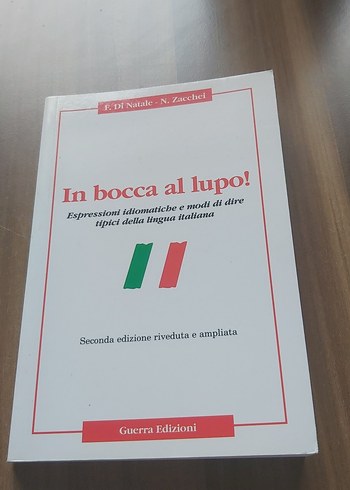 F. Di Natale - N. Zacchei
In bocca al lupo!
Espressioni idiomatiche e modi di dire
tipici della lingua italiana
Seconda edizione riveduta e ampliata
Guerra Edizioni